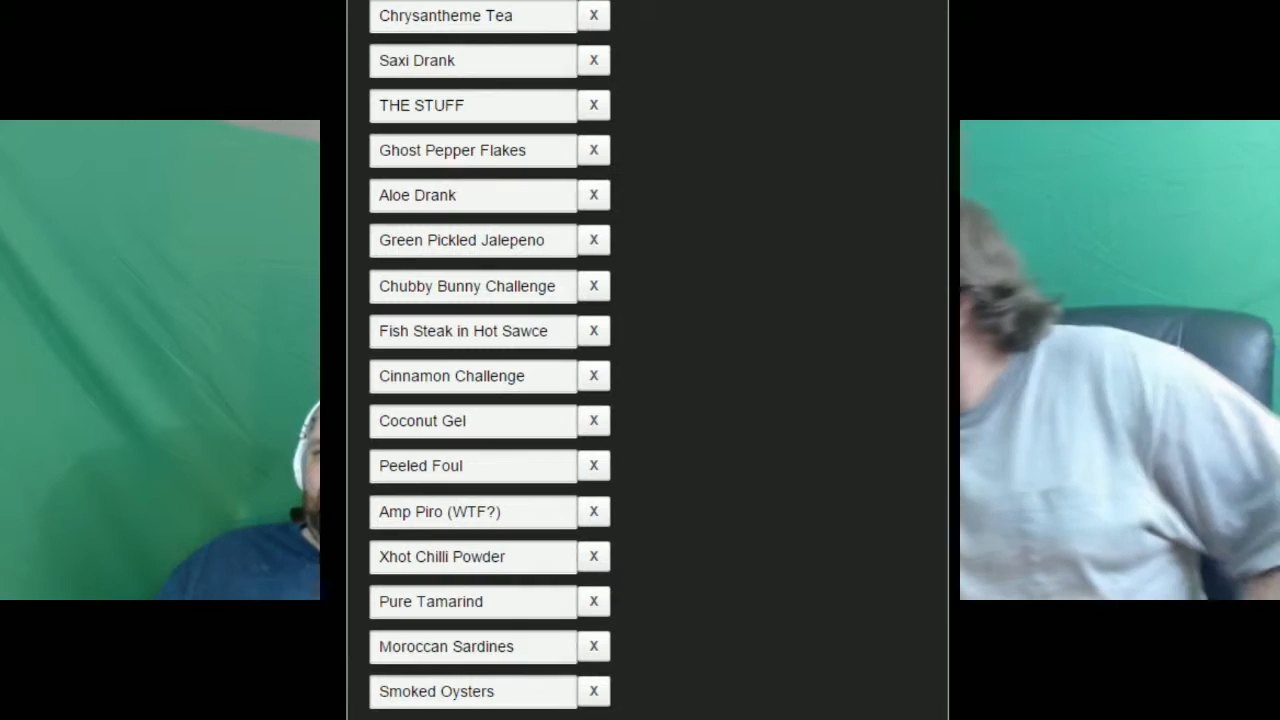 Chrysantheme Tea X
Saxi Drank X
THE STUFF X
Ghost Pepper Flakes X
Aloe Drank X
Green Pickled Jalepeno X
Chubby Bunny Challenge X
Fish Steak in Hot Sawce X
Cinnamon Challenge X
Coconut Gel X
Peeled Foul X
Amp Piro (WTF?) X
Xhot Chilli Powder X
Pure Tamarind X
Moroccan Sardines X
Smoked Oysters X